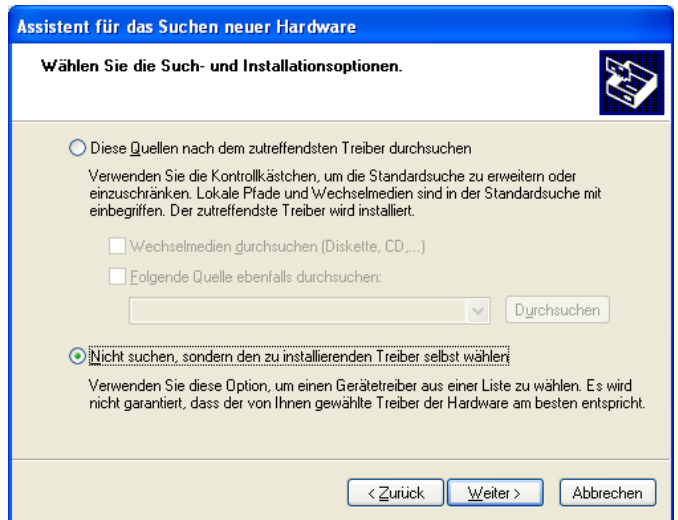 Assistent für das Suchen neuer Hardware
Wählen Sie die Such- und Installationsoptionen.
Diese Quellen nach dem zutreffendsten Treiber durchsuchen
Verwenden Sie die Kontrollkästchen, um die Standardsuche zu erweitern oder
einzuschränken. Lokale Pfade und Wechselmedien sind in der Standardsuche mit
einbegriffen. Der zutreffendste Treiber wird installiert.
Wechselmedien durchsuchen (Diskette, CD,...)
Folgende Quelle ebenfalls durchsuchen:
Durchsuchen
Nicht suchen, sondern den zu installierenden Treiber selbst wählen
Verwenden Sie diese Option, um einen Gerätetreiber aus einer Liste zu wählen. Es wird
nicht garantiert, dass der von Ihnen gewählte Treiber der Hardware am besten entspricht.
< Zurück Weiter > Abbrechen